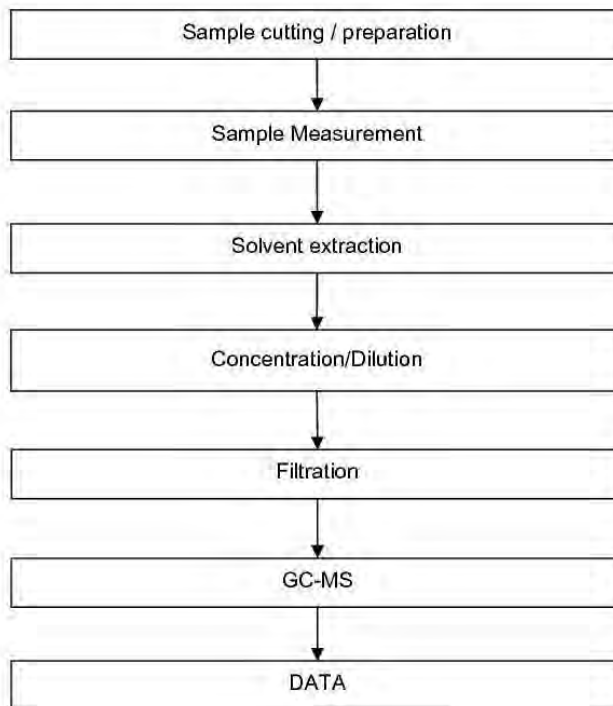 Sample cutting / preparation
Sample Measurement
Solvent extraction
Concentration/Dilution
Filtration
GC-MS
DATA